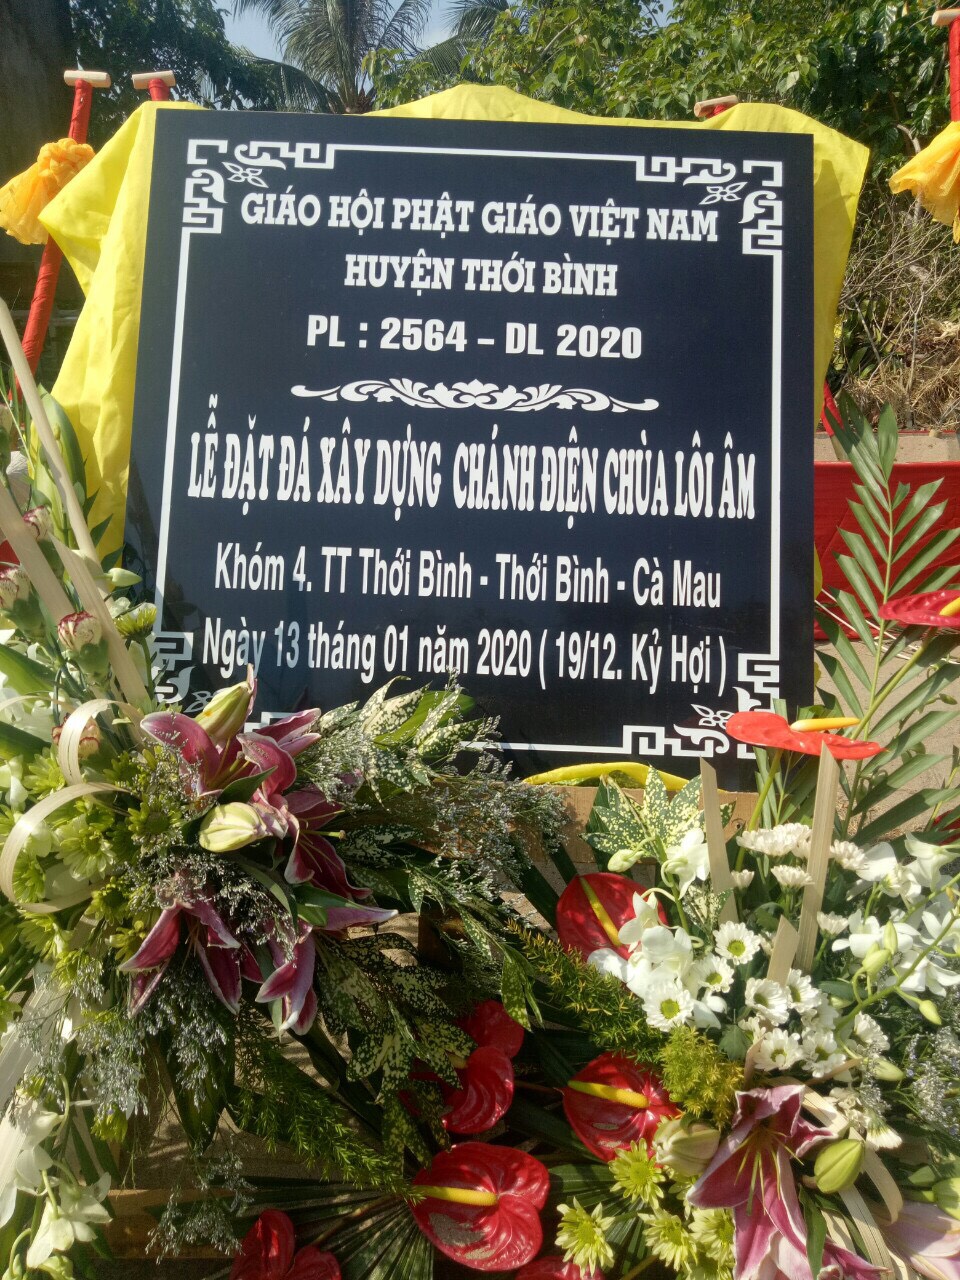 GIÁO HỘI PHẬT GIÁO VIỆT NAM
HUYỆN THỚI BÌNH
PL : 2564 - DL 2020
LỄ ĐẶT ĐÁ XÂY DỰNG CHÁNH ĐIỆN CHÙA LÔI ÂM
Khóm 4. TT Thới Bình - Thới Bình - Cà Mau
Ngày 13 tháng 01 năm 2020 ( 19/12. Kỷ Hợi )